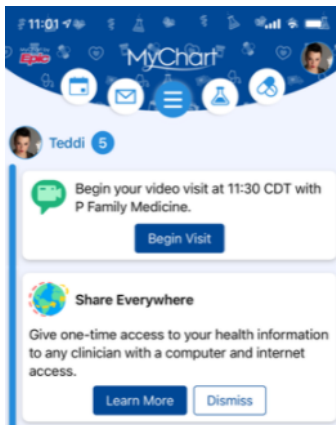 11:01
Epic
MyChart
Teddi 5
Begin your video visit at 11:30 CDT with
P Family Medicine.
Begin Visit
Share Everywhere
Give one-time access to your health information
to any clinician with a computer and internet
access.
Learn More
Dismiss